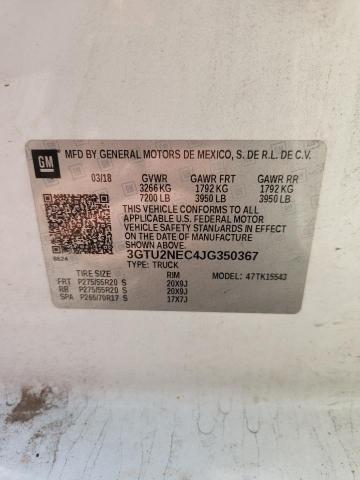 GM
MFD BY GENERAL MOTORS DE MEXICO, S. DE R.L. DE C.V.
03/18 GVWR GAWR FRT GAWR RR
3266 KG 1792 KG 1792 KG
7200 LB 3950 LB 3950 LB
THIS VEHICLE CONFORMS TO ALL
APPLICABLE U.S. FEDERAL MOTOR
VEHICLE SAFETY STANDARDS IN
EFFECT ON THE DATE OF
MANUFACTURE SHOWN ABOVE.
3GTU2NEC4JG350367
8624 TYPE: TRUCK
TIRE SIZE RIM MODEL: 47TK15543
FRT P275/55R20 S 20X9J
RR P275/55R20 S 20X9J
SPA P265/70R17 S 17X7J